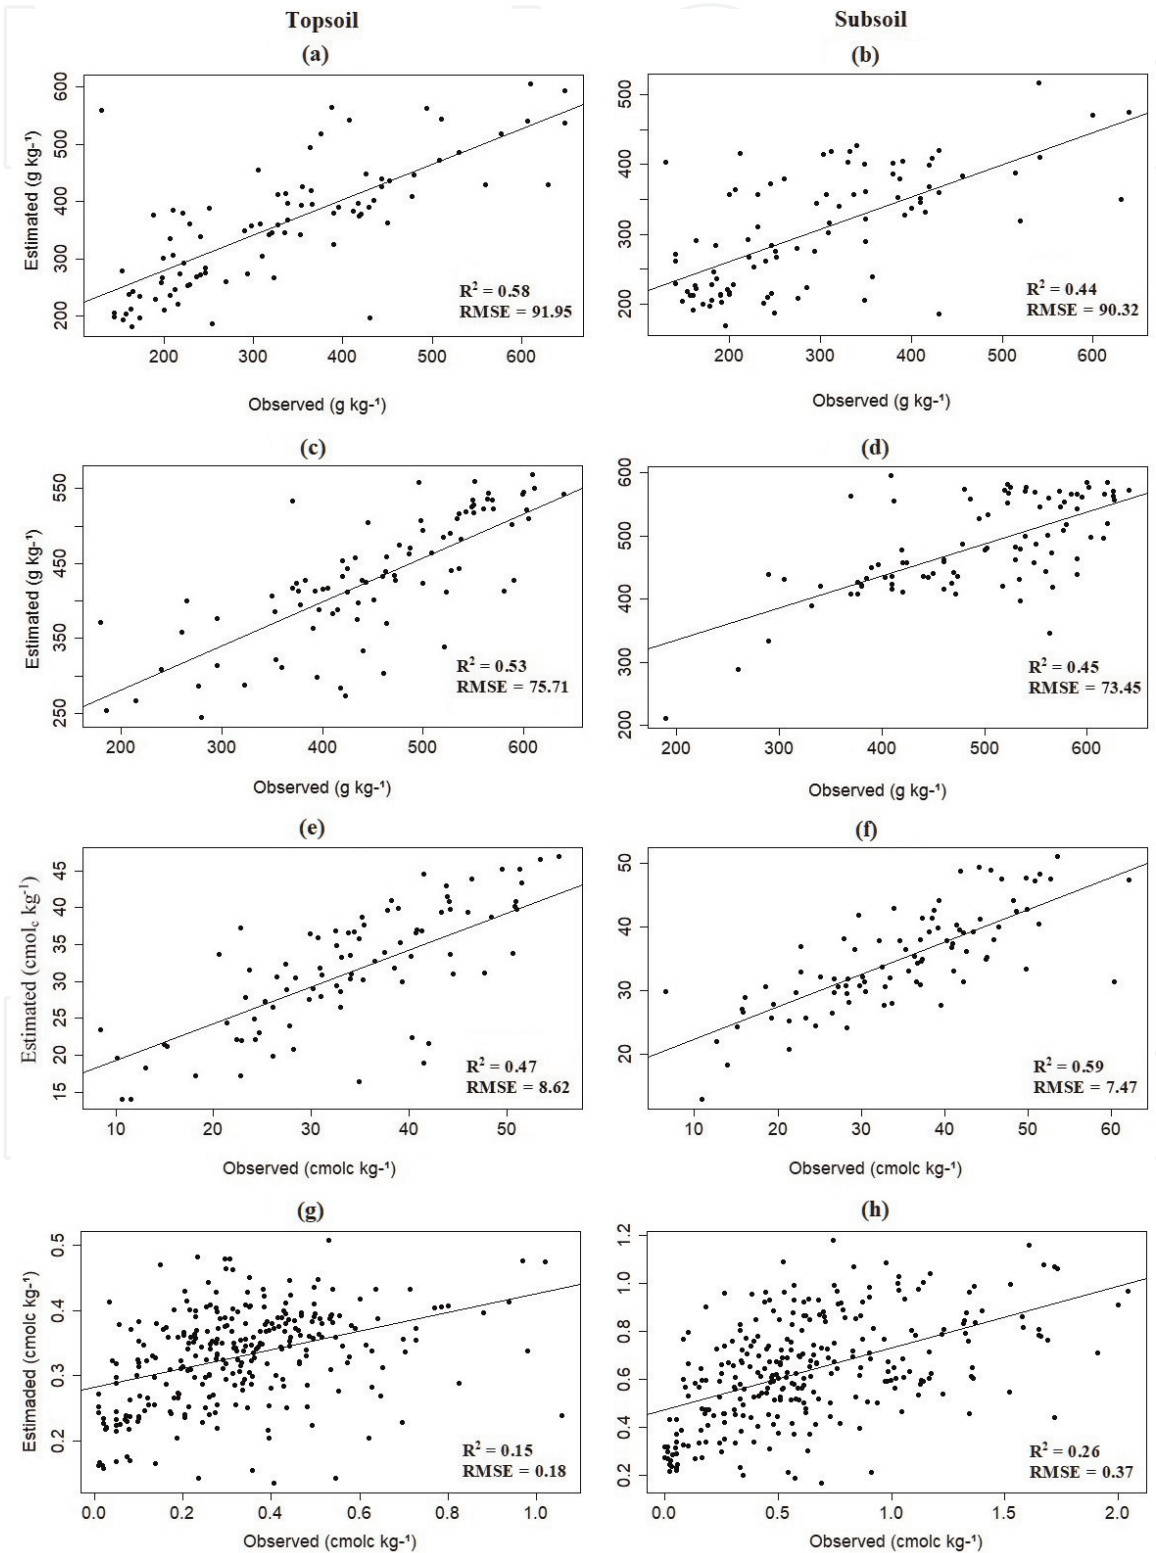 Topsoil
Subsoil
(a)
(b)
Estimated (g kg-¹)
600
500
400
300
200
R² = 0.58
RMSE = 91.95
200 300 400 500 600
Observed (g kg-¹)
500
400
300
200
R² = 0.44
RMSE = 90.32
200 300 400 500 600
Observed (g kg-¹)
(c)
(d)
Estimated (g kg-¹)
550
450
350
250
R² = 0.53
RMSE = 75.71
200 300 400 500 600
Observed (g kg-¹)
600
500
400
300
200
R² = 0.45
RMSE = 73.45
200 300 400 500 600
Observed (g kg-¹)
(e)
(f)
Estimated (cmolc kg-1)
45
40
35
30
25
20
15
R² = 0.47
RMSE = 8.62
10 20 30 40 50
Observed (cmolc kg-¹)
50
40
30
20
R² = 0.59
RMSE = 7.47
10 20 30 40 50 60
Observed (cmolc kg-¹)
(g)
(h)
Estimaded (cmolc kg-¹)
0.5
0.4
0.3
0.2
R² = 0.15
RMSE = 0.18
0.0 0.2 0.4 0.6 0.8 1.0
Observed (cmolc kg-¹)
1.2
1.0
0.8
0.6
0.4
0.2
R² = 0.26
RMSE = 0.37
0.0 0.5 1.0 1.5 2.0
Observed (cmolc kg-¹)